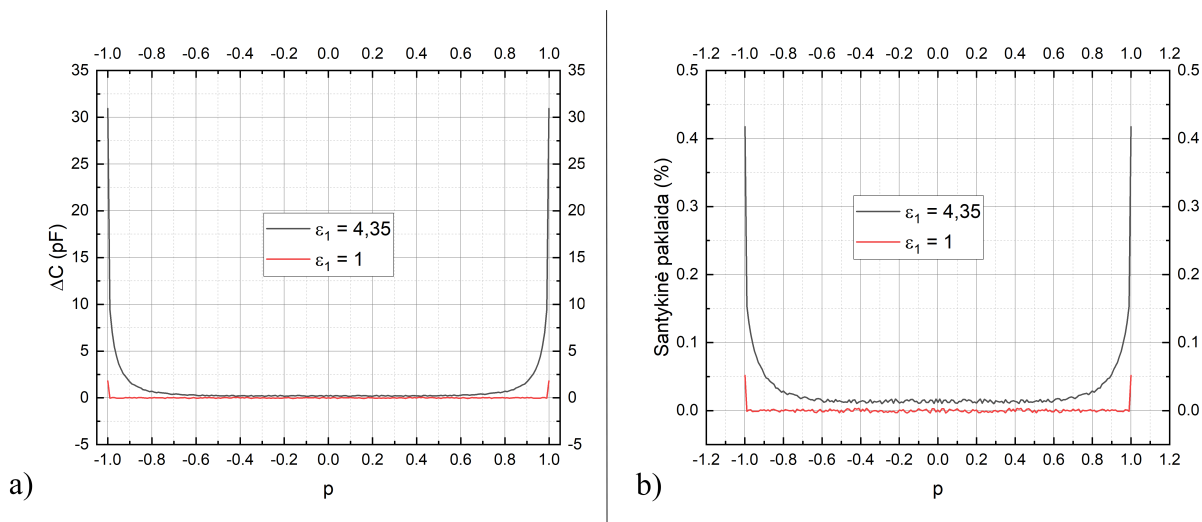 -1.0 -0.8 -0.6 -0.4 -0.2 0.0 0.2 0.4 0.6 0.8 1.0
35 35
30 30
25 25
20 20
15 15
10 10
5 5
0 0
-5 -5
-1.0 -0.8 -0.6 -0.4 -0.2 0.0 0.2 0.4 0.6 0.8 1.0
ΔC (pF)
p
ε1 = 4,35
ε1 = 1
a)
-1.2 -1.0 -0.8 -0.6 -0.4 -0.2 0.0 0.2 0.4 0.6 0.8 1.0 1.2
0.5 0.5
0.4 0.4
0.3 0.3
0.2 0.2
0.1 0.1
0.0 0.0
-1.2 -1.0 -0.8 -0.6 -0.4 -0.2 0.0 0.2 0.4 0.6 0.8 1.0 1.2
Santykinė paklaida (%)
p
ε1 = 4,35
ε1 = 1
b)